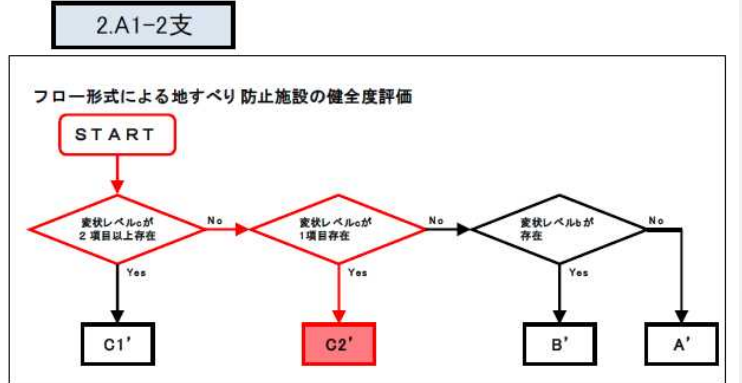 2.A1-2支
フロー形式による地すべり防止施設の健全度評価
START
変状レベルcが
2項目以上存在
No
変状レベルcが
1項目存在
No
変状レベルbが
存在
No
Yes
Yes
Yes
C1’
C2’
B’
A’